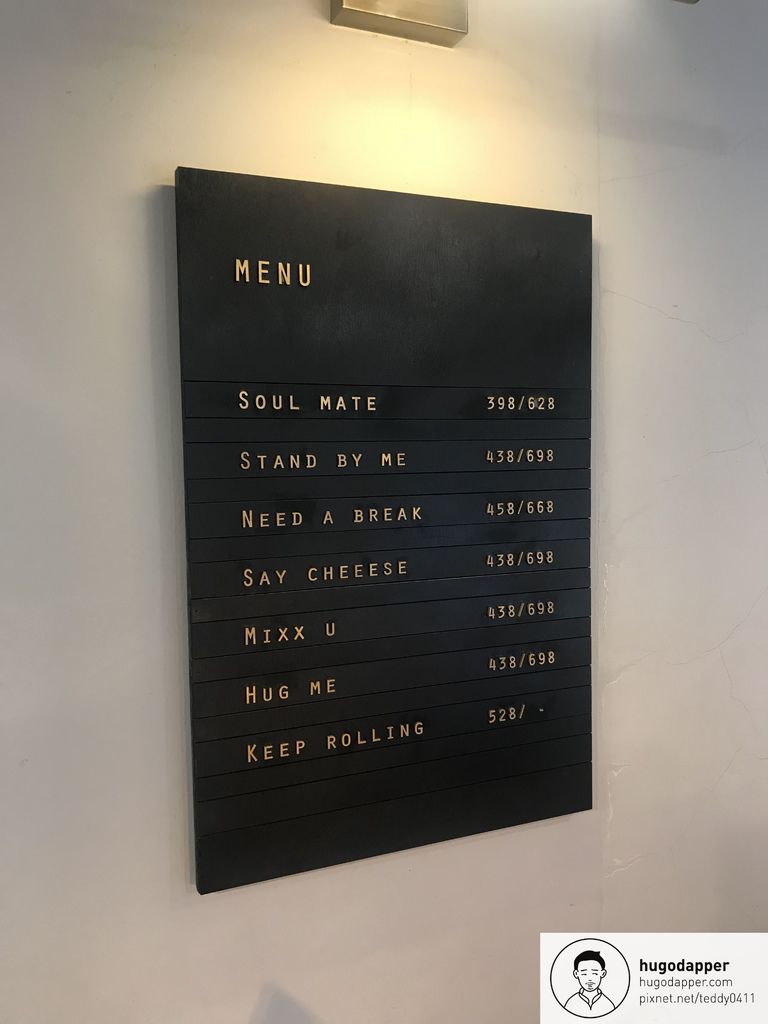 MENU
SOUL MATE 398/628
STAND BY ME 438/698
NEED A BREAK 458/668
SAY CHEEESE 438/698
MIXX U 438/698
HUG ME 438/698
KEEP ROLLING 528/ -
hugodapper
hugodapper.com
pixnet.net/teddy0411